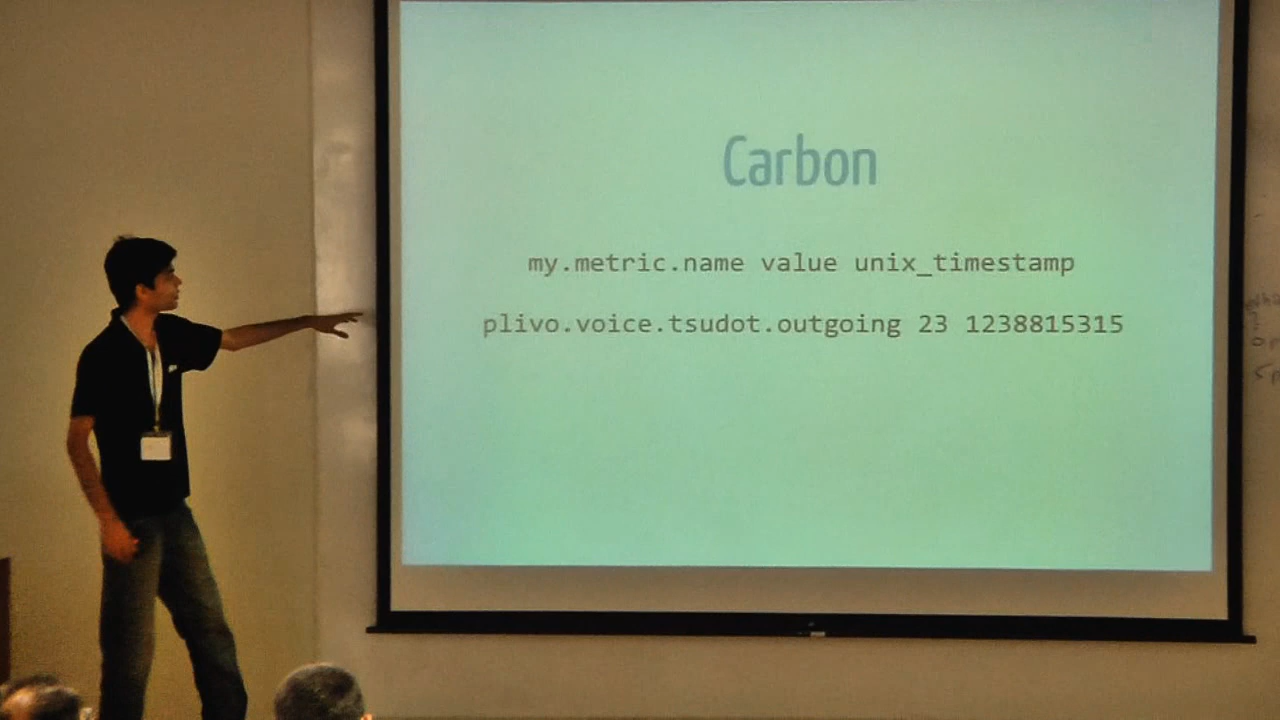 Carbon
my.metric.name value unix_timestamp
plivo.voice.tsudot.outgoing 23 1238815315